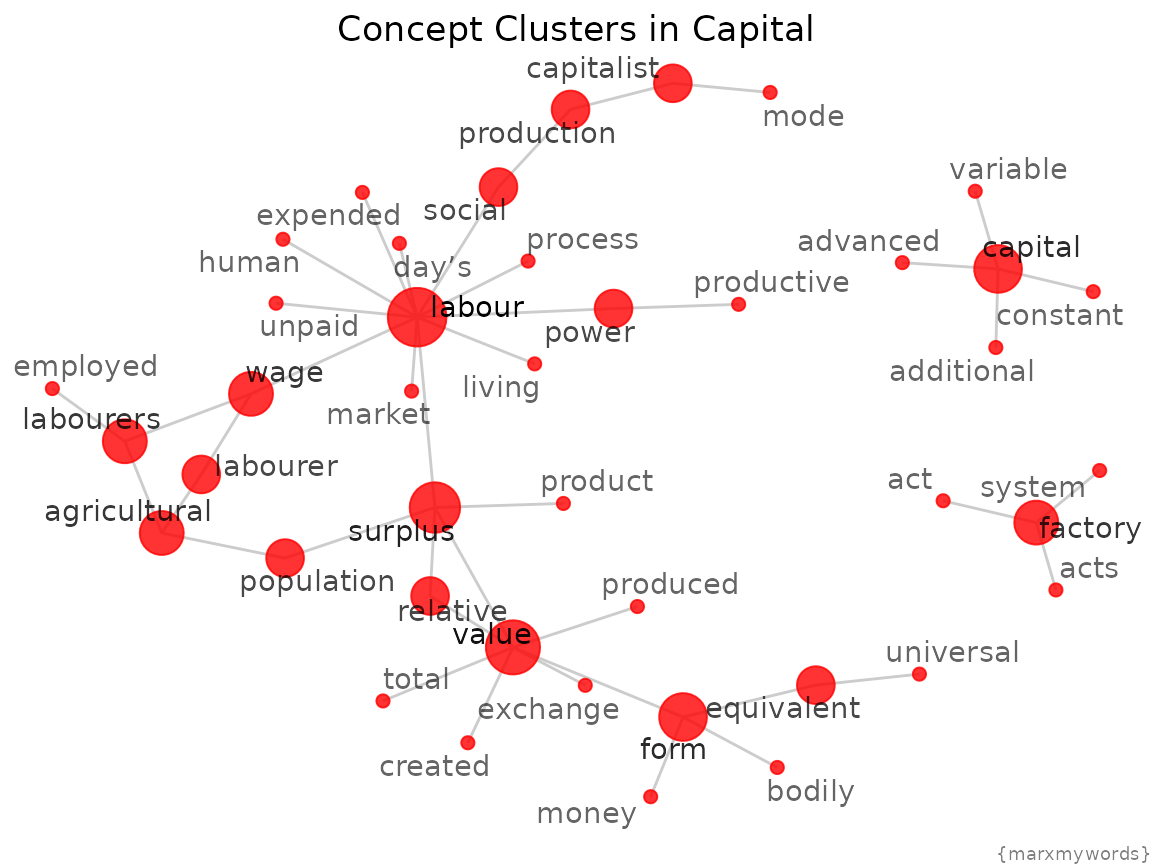 Concept Clusters in Capital
capitalist
mode
production
variable
expended
social
advanced
capital
process
human
day's
productive
labour
constant
unpaid
power
employed
wage
living
additional
market
labourers
labourer
product
act
system
agricultural
surplus
factory
population
produced
acts
relative
value
universal
total
exchange
equivalent
form
created
bodily
money
{marxmywords}